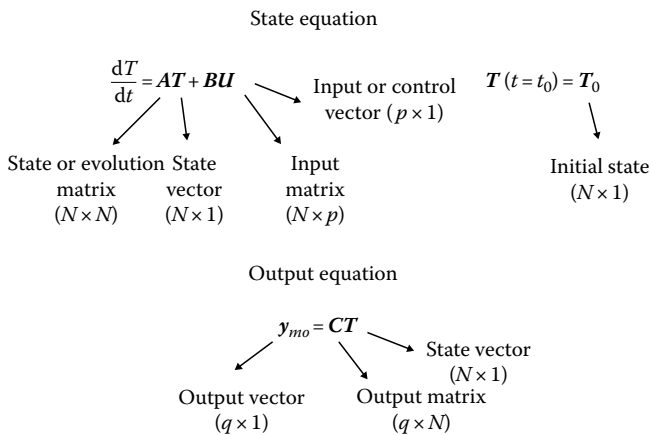 State equation
dT/dt = AT + BU
T (t = t₀) = T₀
Input or control
vector (p × 1)
State or evolution
matrix
(N × N)
State
vector
(N × 1)
Input
matrix
(N × p)
Initial state
(N × 1)
Output equation
yₘₒ = CT
State vector
(N × 1)
Output vector
(q × 1)
Output matrix
(q × N)